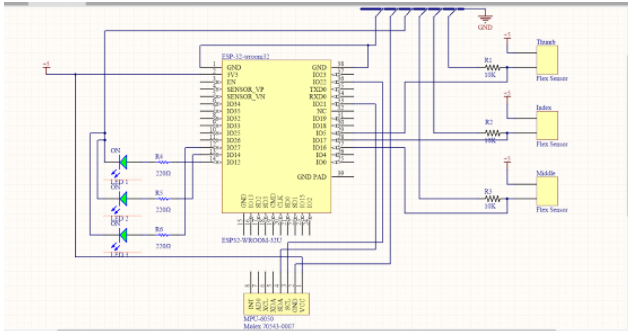 GND
+5
ESP-32-wroom32
+5
Thumb
R1
10K
Flex Sensor
+5
Index
R2
10K
Flex Sensor
+5
Middle
R3
10K
Flex Sensor
GND
3V3
EN
SENSOR_VP
SENSOR_VN
IO34
IO35
IO32
IO33
IO25
IO26
IO27
IO14
IO12
38
GND
IO23
IO22
TXD0
RXD0
IO21
NC
IO19
IO18
IO5
IO17
IO16
IO4
IO0
39
GND PAD
GND
IO13
SD2
SD3
CMD
CLK
SD0
SD1
IO15
IO2
ESP32-WROOM-32U
ON
LED 2
R4
220Ω
ON
LED 2
R5
220Ω
ON
R6
220Ω
INT
AD0
XCL
XDA
SDA
SCL
GND
VCC
MPU-6050
Molex 70543-0007